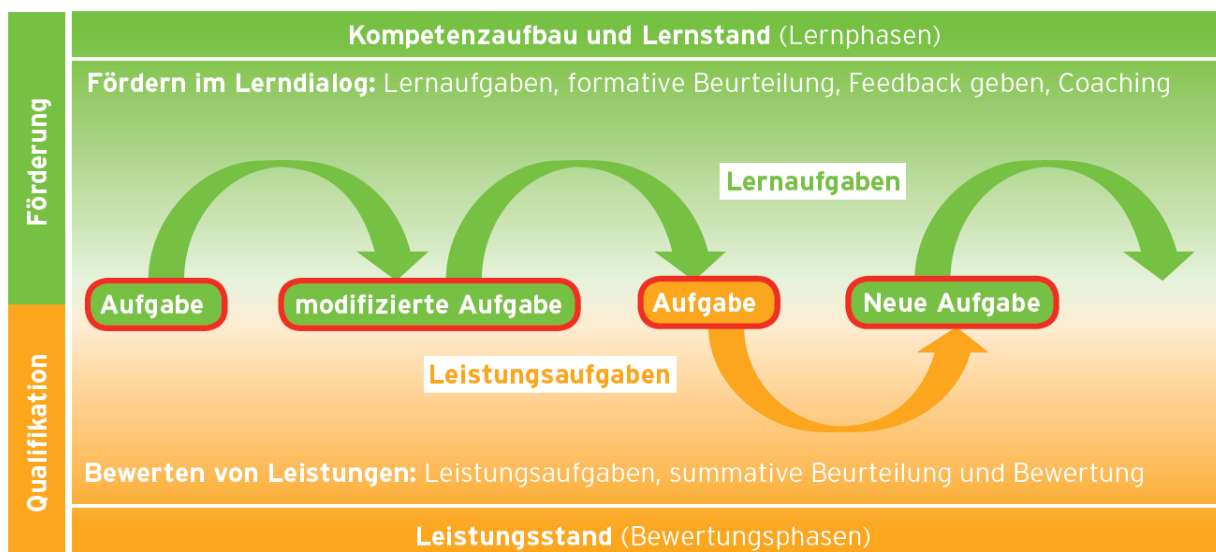 Förderung
Kompetenzaufbau und Lernstand (Lernphasen)
Fördern im Lerndialog: Lernaufgaben, formative Beurteilung, Feedback geben, Coaching
Lernaufgaben
Aufgabe
modifizierte Aufgabe
Aufgabe
Neue Aufgabe
Leistungsaufgaben
Qualifikation
Bewerten von Leistungen: Leistungsaufgaben, summative Beurteilung und Bewertung
Leistungsstand (Bewertungsphasen)